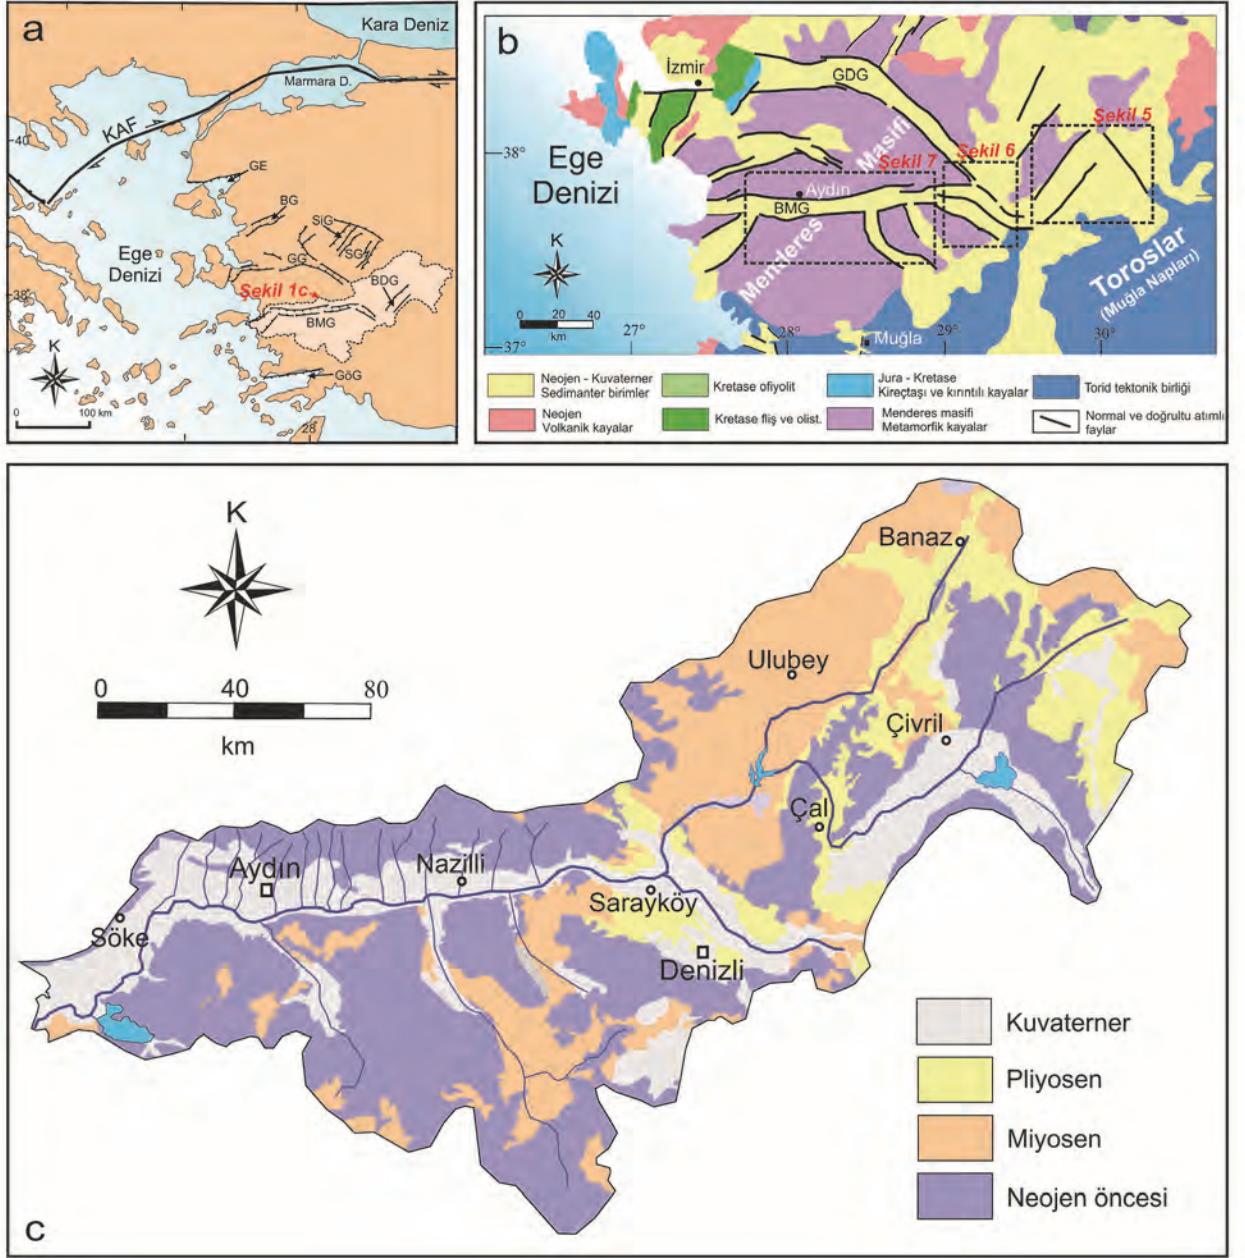 a
Kara Deniz
Marmara D.
KAF
40
GE
BG
SiG
SG
GG
Ege
Denizi
BDG
38
Şekil 1c
BMG
K
GöG
0
100 km
28
b
İzmir
GDG
Şekil 5
38°
Ege
Denizi
Masifi
Şekil 6
Şekil 7
Aydın
BMG
K
Menderes
Toroslar
(Muğla Napları)
0
20
40
km
27°
28°
29°
30°
Muğla
37°
Neojen - Kuvaterner
Sedimanter birimler
Kretase ofiyolit
Jura - Kretase
Kireçtaşı ve kırıntılı kayalar
Torid tektonik birliği
Neojen
Volkanik kayalar
Kretase fliş ve olist.
Menderes masifi
Metamorfik kayalar
Normal ve doğrultu atımlı
faylar
K
Banaz
0
40
80
km
Ulubey
Çivril
Çal
Aydın
Nazilli
Sarayköy
Söke
Denizli
Kuvaterner
Pliyosen
Miyosen
Neojen öncesi
c